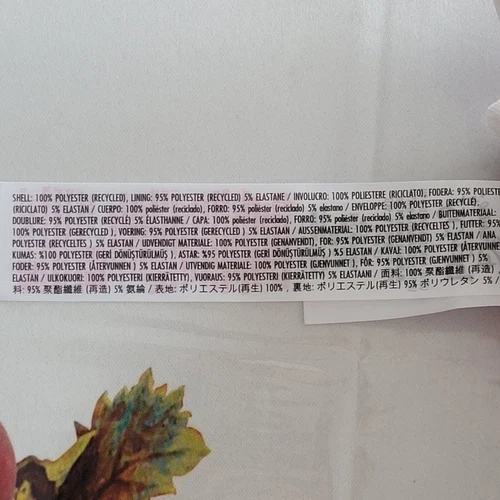 SHELL: 100% POLYESTER (RECYCLED), LINING: 95% POLYESTER (RECYCLED) 5% ELASTANE / INVOLUCRO: 100% POLIESTERE (RICICLATO), FODERA: 95% POLIESTE
(RICICLATO) 5% ELASTAN / CUERPO: 100% poliéster (reciclado), FORRO: 95% poliéster (reciclado) 5% elastano / ENVELOPPE: 100% POLYESTER (RECYCLÉ),
DOUBLURE: 95% POLYESTER (RECYCLÉ) 5% ÉLASTHANNE / CAPA: 100% poliéster (reciclado), FORRO: 95% poliéster (reciclado) 5% elastano / BUITENMATERIAAL:
100% POLYESTER (GERECYCLED ), VOERING: 95% POLYESTER (GERECYCLED ) 5% ELASTAAN / AUSSENMATERIAL: 100% POLYESTER (RECYCELTES ), FUTTER: 95%
POLYESTER (RECYCELTES ) 5% ELASTAN / UDVENDIGT MATERIALE: 100% POLYESTER (GENANVENDT), FOR: 95% POLYESTER (GENANVENDT) 5% ELASTAN / ANA
KUMAS: %100 POLYESTER (GERİ DÖNÜŞTÜRÜLMÜŞ ), ASTAR: %95 POLYESTER (GERİ DÖNÜŞTÜRÜLMÜŞ ) %5 ELASTAN / KAVAJ: 100% POLYESTER (ÅTERVUNNEN
FODER: 95% POLYESTER (ÅTERVUNNEN ) 5% ELASTAN / UTVENDIG MATERIALE: 100% POLYESTER (GJENVUNNET ), FÔR: 95% POLYESTER (GJENVUNNET ) 5%
ELASTAN / ULKOKUORI: 100% POLYESTERI (KIERRÄTETTY), VUORAUS: 95% POLYESTERI (KIERRÄTETTY) 5% ELASTAANI / 面料: 100% 聚酯纖維 (再
料: 95% 聚酯纖維 (再造) 5% 氨綸 / 表地: ポリエステル(再生) 100% , 裏地: ポリエステル(再生) 95% ポリウレタン 5% /